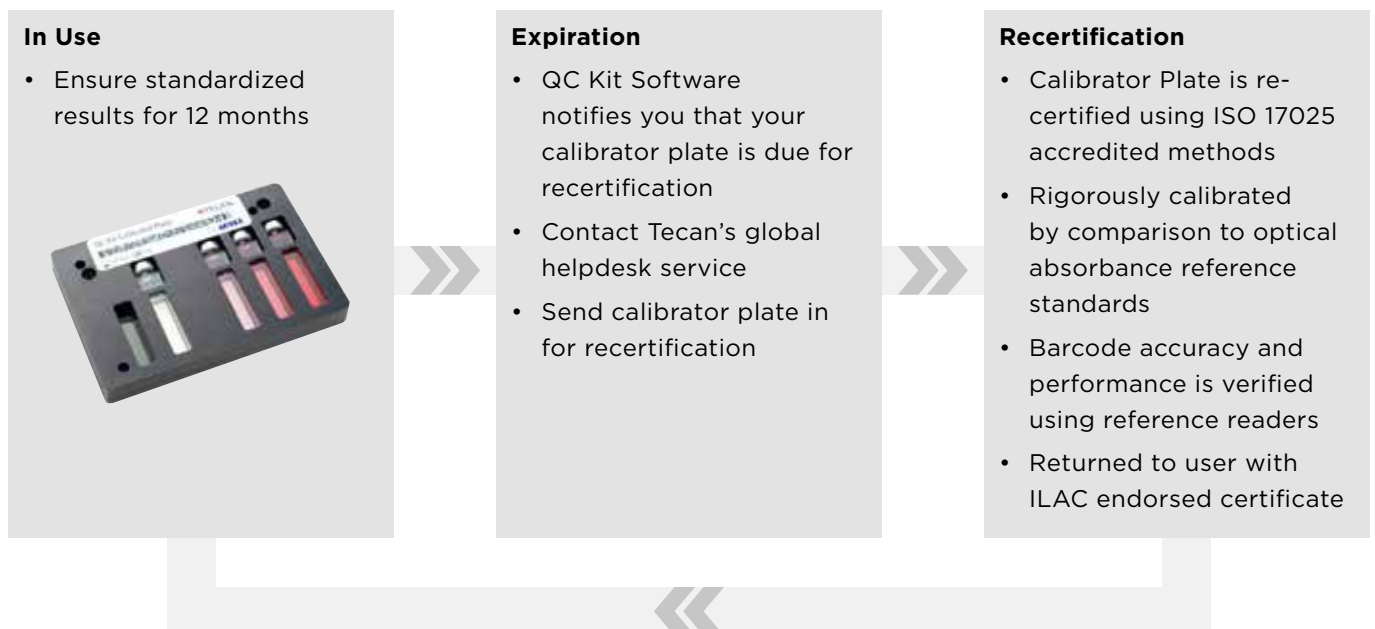 In Use
• Ensure standardized
results for 12 months
TECAN
Expiration
• QC Kit Software
notifies you that your
calibrator plate is due for
recertification
• Contact Tecan's global
helpdesk service
• Send calibrator plate in
for recertification
Recertification
• Calibrator Plate is re-
certified using ISO 17025
accredited methods
• Rigorously calibrated
by comparison to optical
absorbance reference
standards
• Barcode accuracy and
performance is verified
using reference readers
• Returned to user with
ILAC endorsed certificate